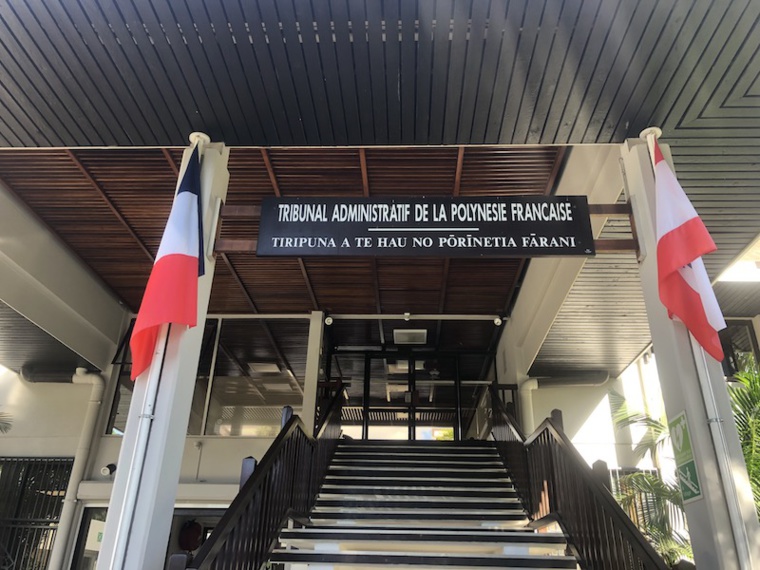 TRIBUNAL ADMINISTRATIF DE LA POLYNESIE FRANCAISE
TIRIPUNA A TE HAU NO PŌRĪNETIA FĀRANI